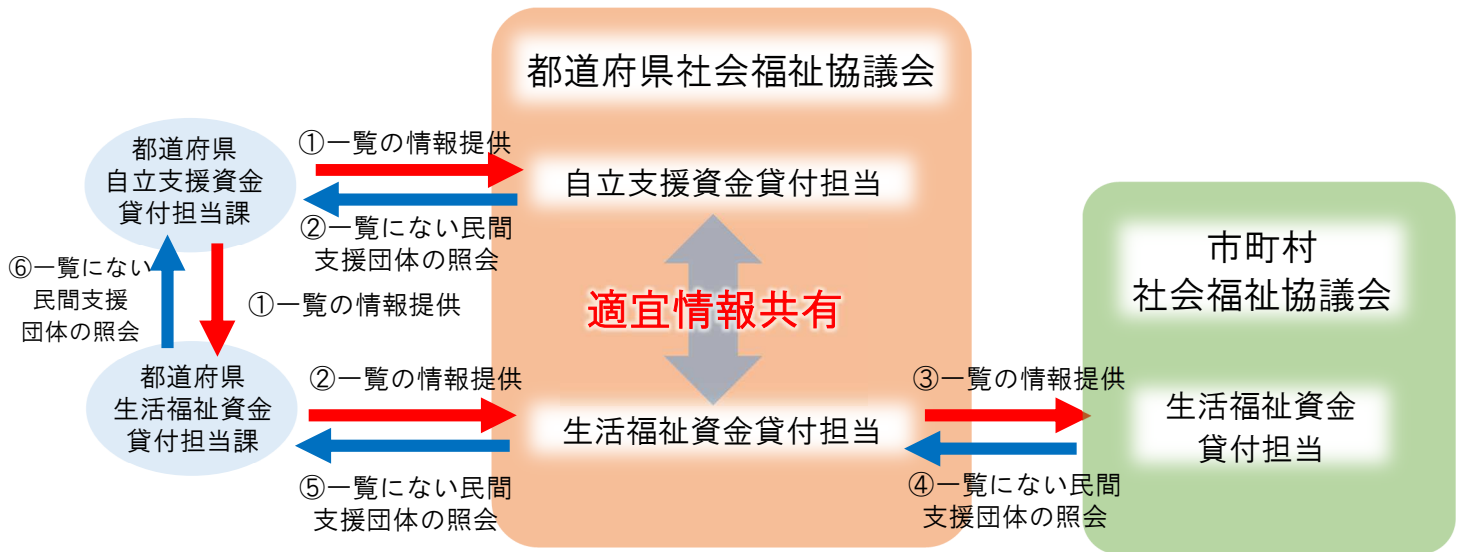 都道府県社会福祉協議会
都道府県
自立支援資金
貸付担当課
①一覧の情報提供
②一覧にない民間
支援団体の照会
自立支援資金貸付担当
⑥一覧にない
民間支援
団体の照会
①一覧の情報提供
適宜情報共有
市町村
社会福祉協議会
都道府県
生活福祉資金
貸付担当課
②一覧の情報提供
⑤一覧にない民間
支援団体の照会
生活福祉資金貸付担当
③一覧の情報提供
④一覧にない民間
支援団体の照会
生活福祉資金
貸付担当